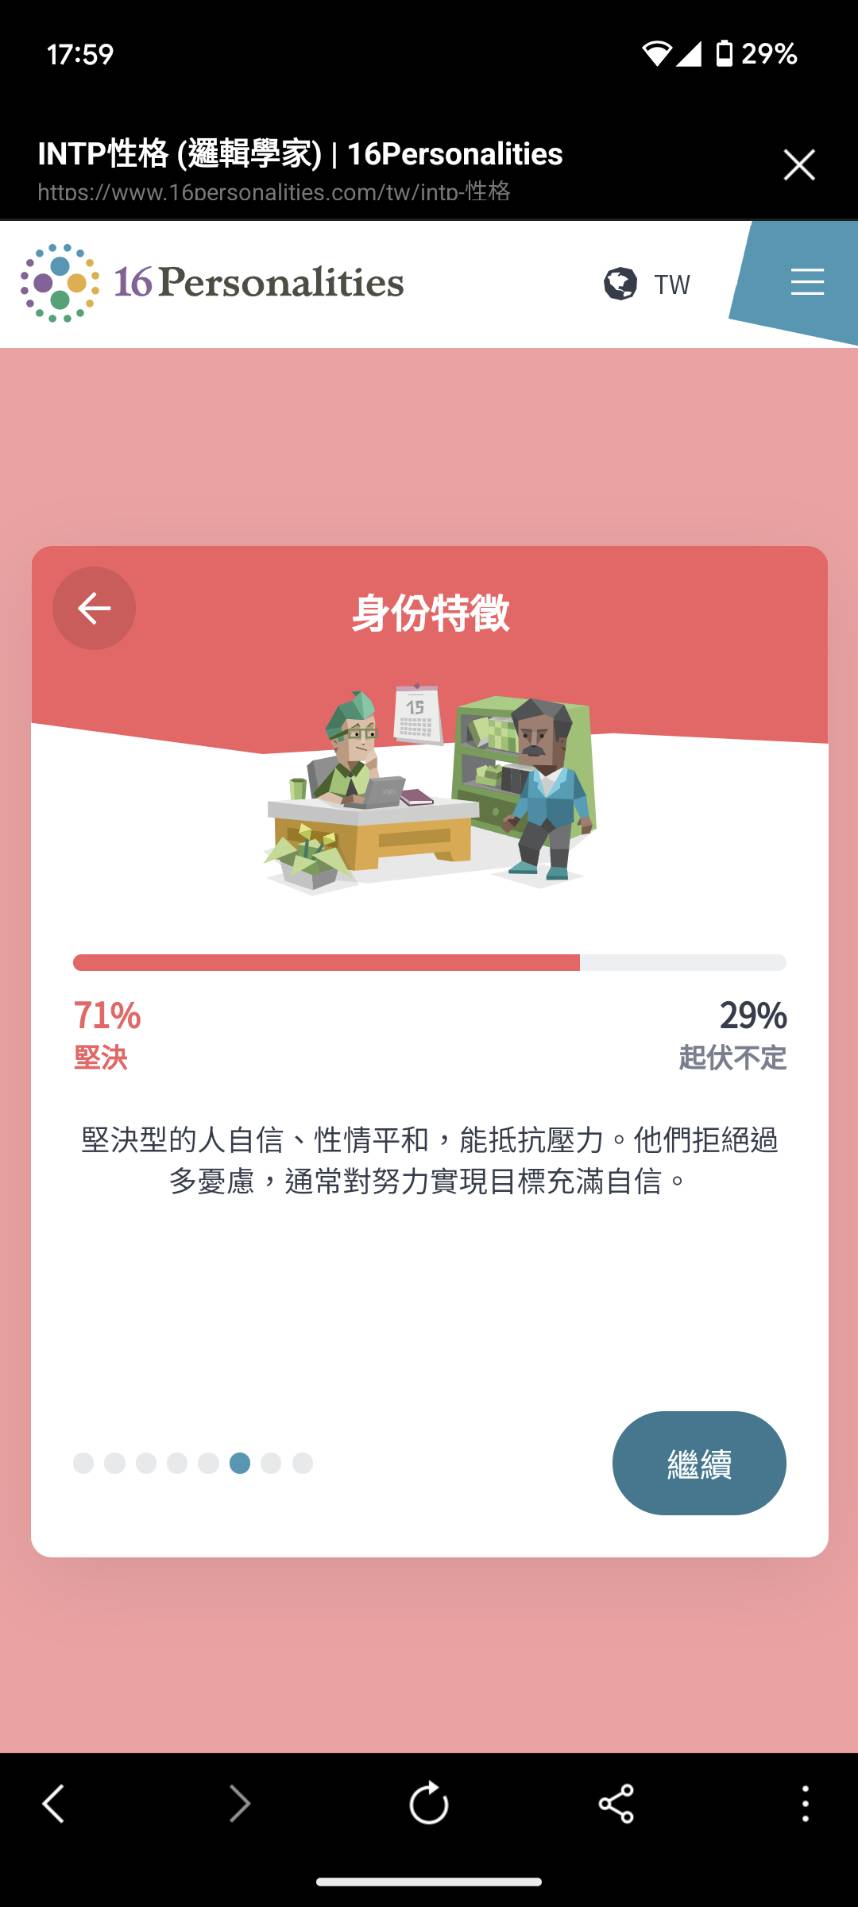 17:59
29%
INTP性格 (邏輯學家) | 16Personalities
https://www.16personalities.com/tw/intp-性格
16Personalities
TW
身份特徵
15
71%
29%
堅決
起伏不定
堅決型的人自信、性情平和，能抵抗壓力。他們拒絕過
多憂慮，通常對努力實現目標充滿自信。
繼續